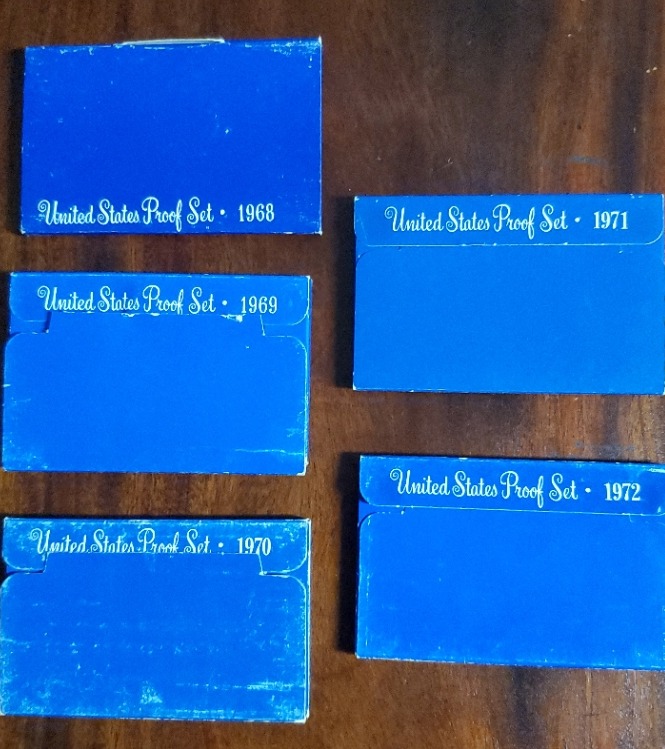 United States Proof Set · 1968
United States Proof Set · 1969
United States Proof Set · 1970
United States Proof Set · 1971
United States Proof Set · 1972